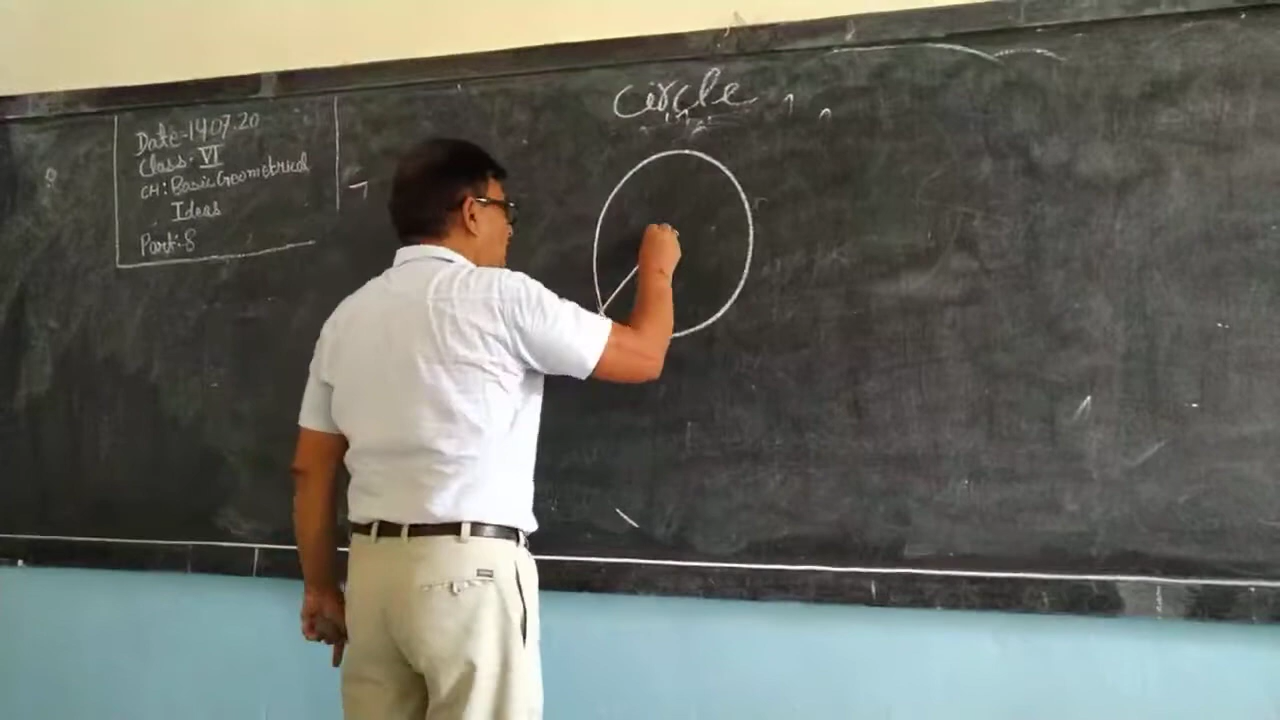 Date-14.07.20
Class: VI
CH: Basic Geometrical
Ideas
Part:-8
Circle